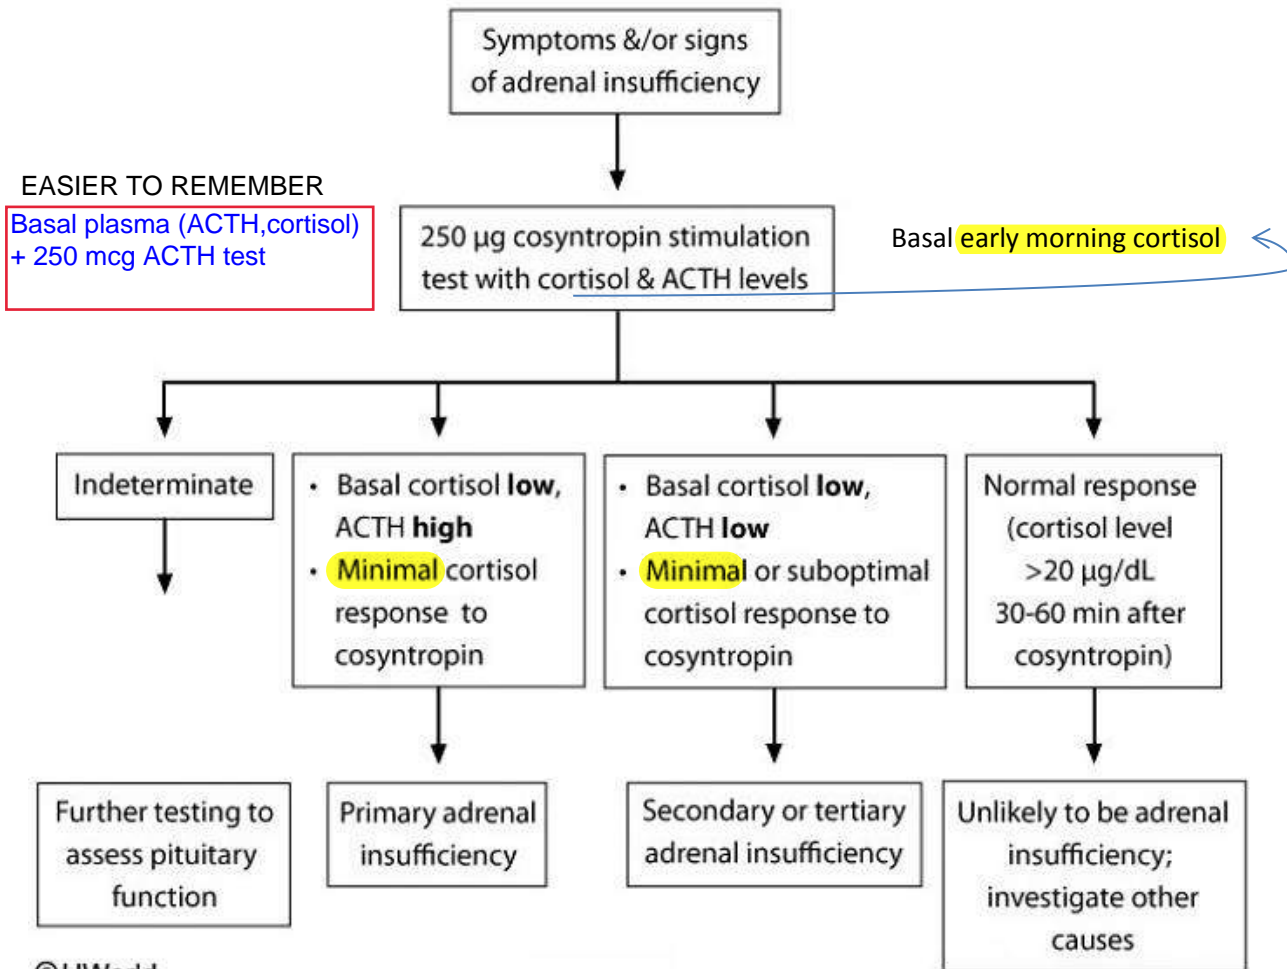 Symptoms &/or signs
of adrenal insufficiency
EASIER TO REMEMBER
Basal plasma (ACTH,cortisol)
+ 250 mcg ACTH test
250 µg cosyntropin stimulation
test with cortisol & ACTH levels
Basal early morning cortisol
Indeterminate
• Basal cortisol low,
ACTH high
• Minimal cortisol
response to
cosyntropin
• Basal cortisol low,
ACTH low
• Minimal or suboptimal
cortisol response to
cosyntropin
Normal response
(cortisol level
>20 µg/dL
30-60 min after
cosyntropin)
Further testing to
assess pituitary
function
Primary adrenal
insufficiency
Secondary or tertiary
adrenal insufficiency
Unlikely to be adrenal
insufficiency;
investigate other
causes